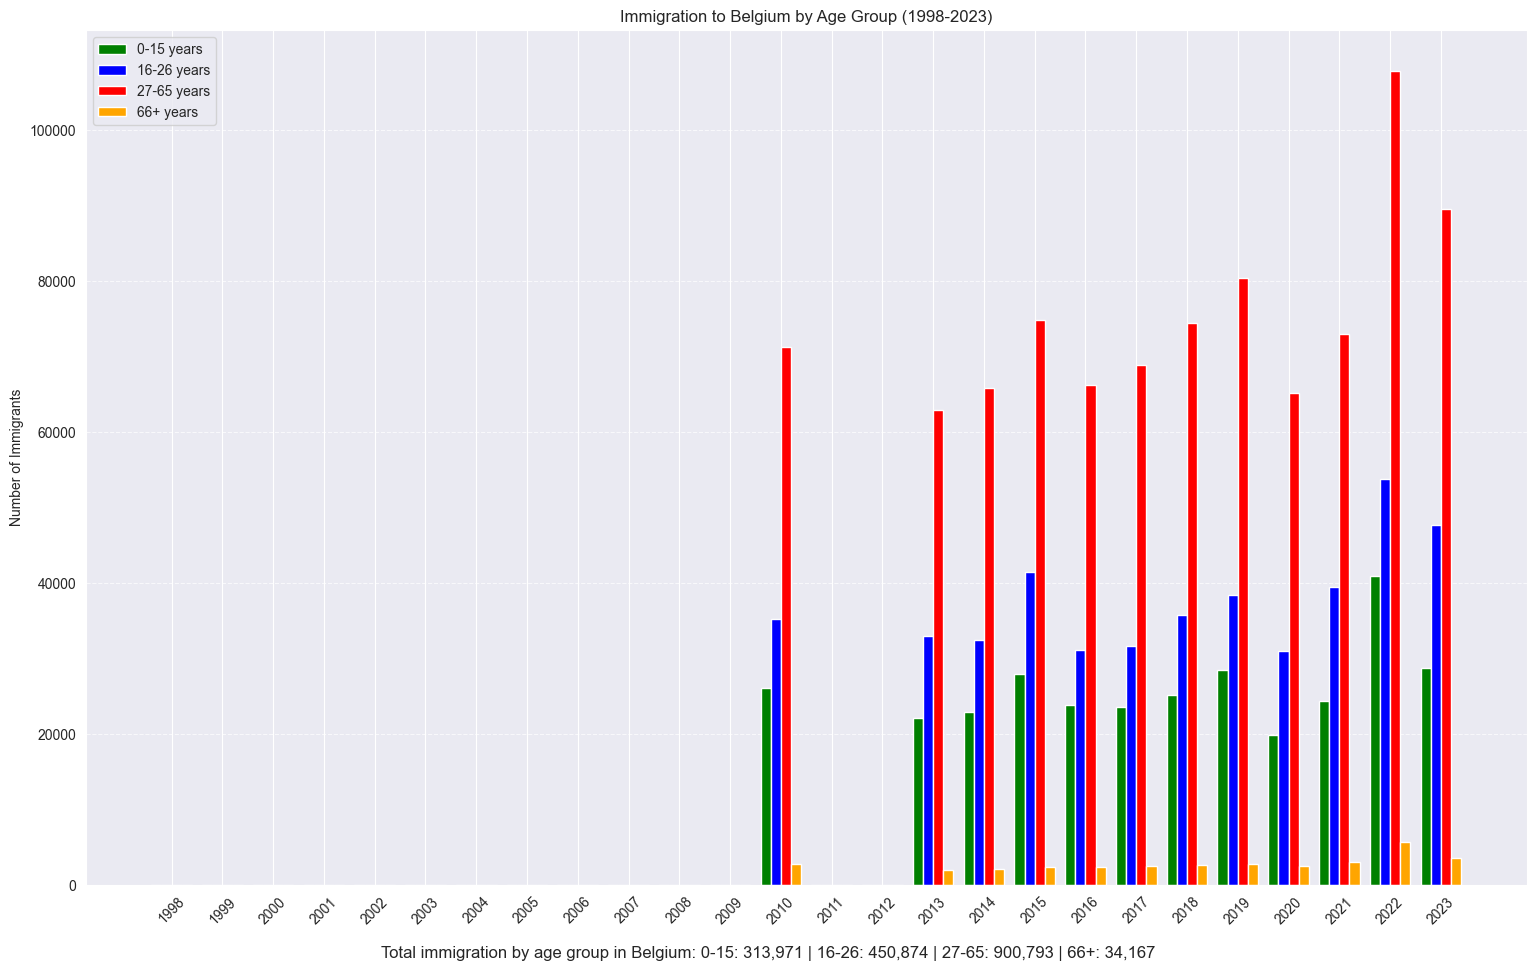 Immigration to Belgium by Age Group (1998-2023)
0-15 years
16-26 years
27-65 years
66+ years
Number of Immigrants
100000
80000
60000
40000
20000
0
1998 1999 2000 2001 2002 2003 2004 2005 2006 2007 2008 2009 2010 2011 2012 2013 2014 2015 2016 2017 2018 2019 2020 2021 2022 2023
Total immigration by age group in Belgium: 0-15: 313,971 | 16-26: 450,874 | 27-65: 900,793 | 66+: 34,167